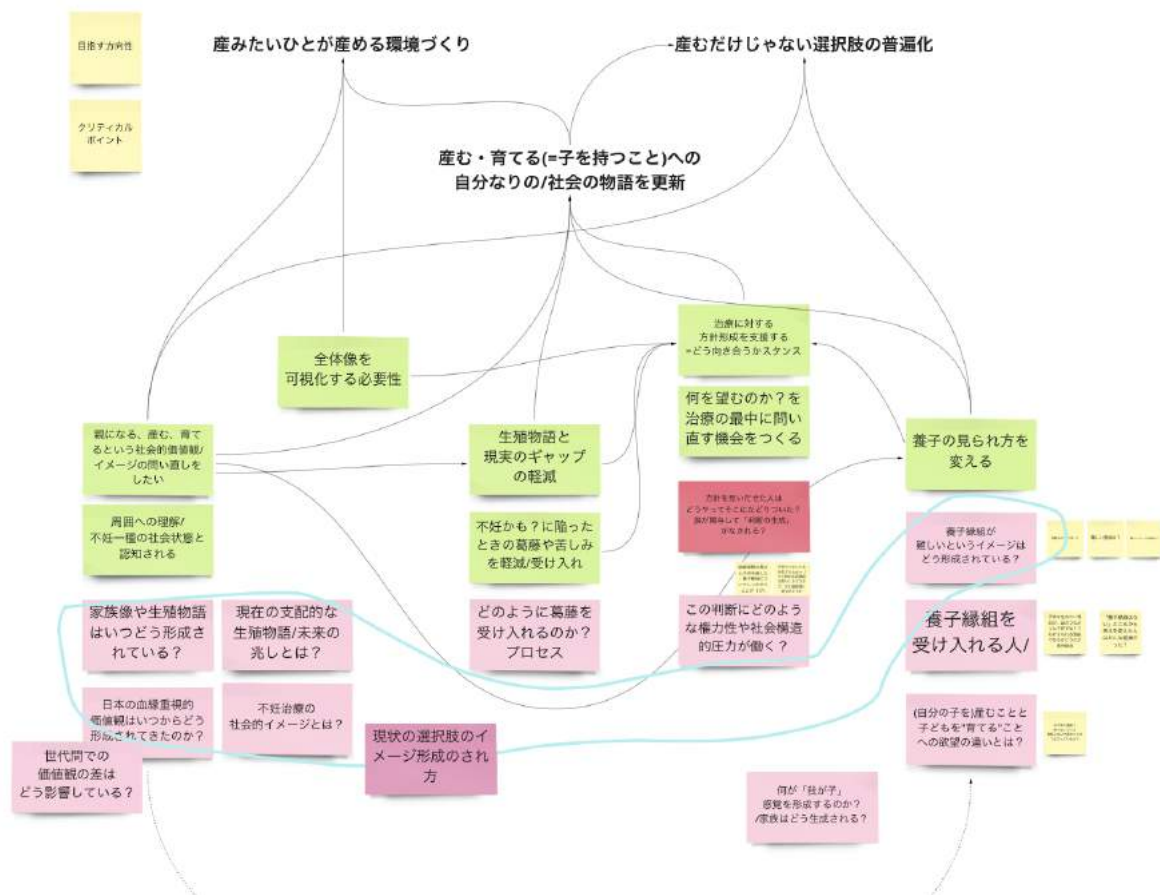 目指す方向性
クリティカル
ポイント
産みたいひとが産める環境づくり
-産むだけじゃない選択肢の普遍化
産む・育てる(=子を持つこと)への
自分なりの/社会の物語を更新
全体像を
可視化する必要性
治療に対する
方針形成を支援する
=どう向き合うかスタンス
何を望むのか？を
治療の最中に問い
直す機会をつくる
親になる、産む、育て
るという社会的価値観/
イメージの問い直しを
したい
周囲への理解/
不妊一種の社会状態と
認知される
生殖物語と
現実のギャップ
の軽減
不妊かも？に陥った
ときの葛藤や苦しみ
を軽減/受け入れ
養子の見られ方を
変える
どうやってそこにたどりついた？
がなされる？
養子縁組が
難しいというイメージは
どう形成されている？
家族像や生殖物語
はいつどう形成さ
れている？
現在の支配的な
生殖物語/未来の
兆しとは？
どのように葛藤を
受け入れるのか？
プロセス
この判断にどのよう
な権力性や社会構造
的圧力が働く？
養子縁組を
受け入れる人/
日本の血縁重視的
価値観はいつからどう
形成されてきたのか？
不妊治療の
社会的イメージとは？
(自分の子を)産むことと
子どもを"育てる"こと
への欲望の違いとは？
世代間での
価値観の差は
どう影響している？
現状の選択肢のイ
メージ形成のされ
方
何が「我が子」
感覚を形成するのか？
/家族はどう生成される？